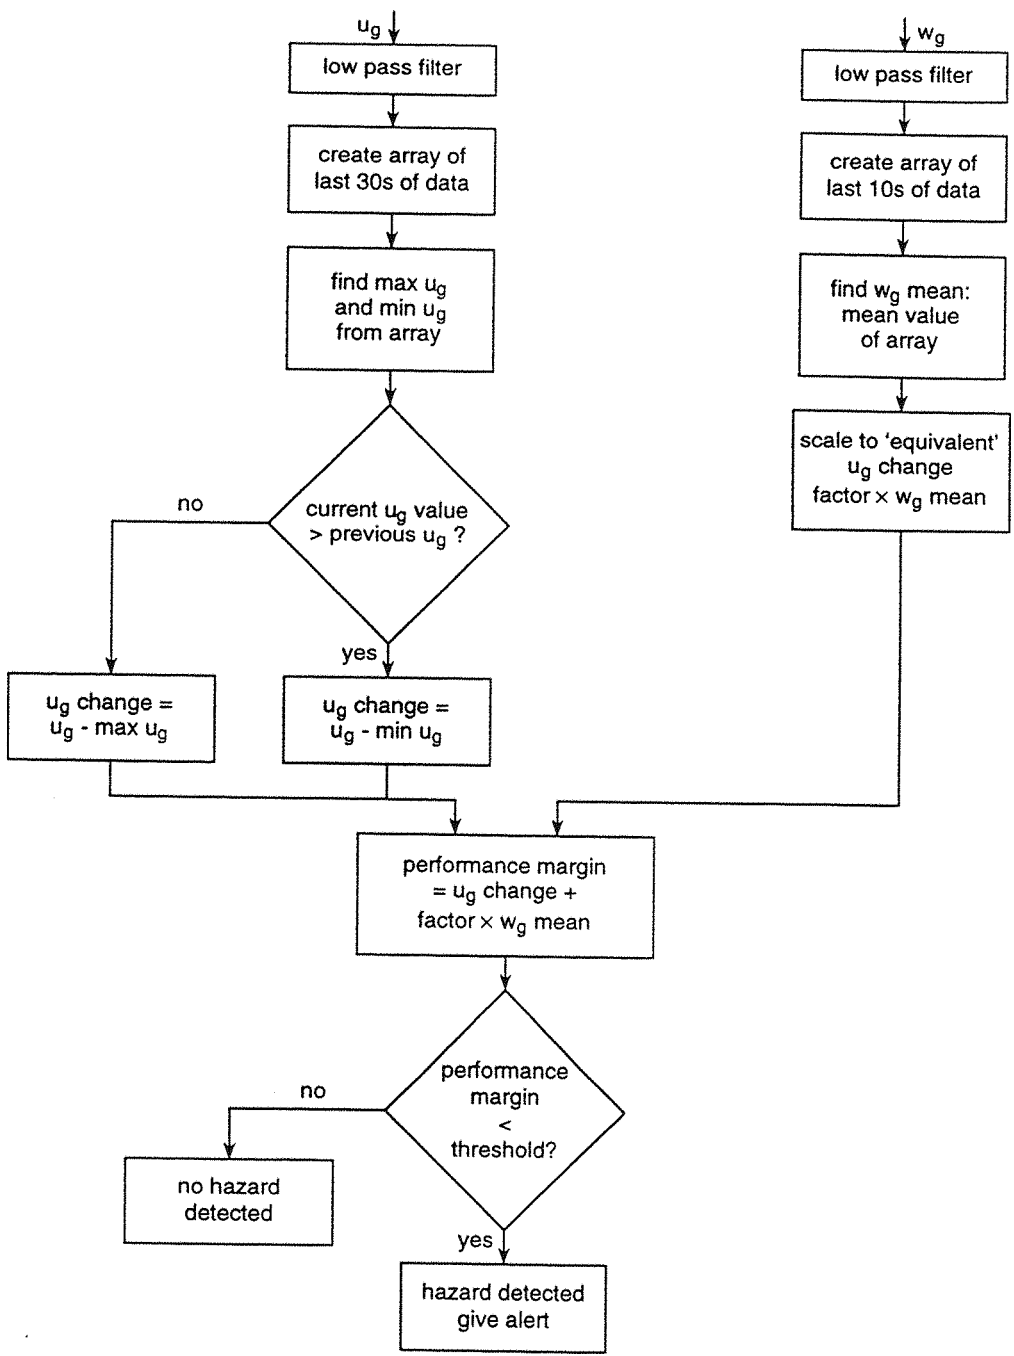 u_g
low pass filter
create array of
last 30s of data
find max u_g
and min u_g
from array
current u_g value
> previous u_g ?
no
yes
u_g change =
u_g - max u_g
u_g change =
u_g - min u_g
w_g
low pass filter
create array of
last 10s of data
find w_g mean:
mean value
of array
scale to ‘equivalent’
u_g change
factor × w_g mean
performance margin
= u_g change +
factor × w_g mean
performance
margin
<
threshold?
no
no hazard
detected
yes
hazard detected
give alert